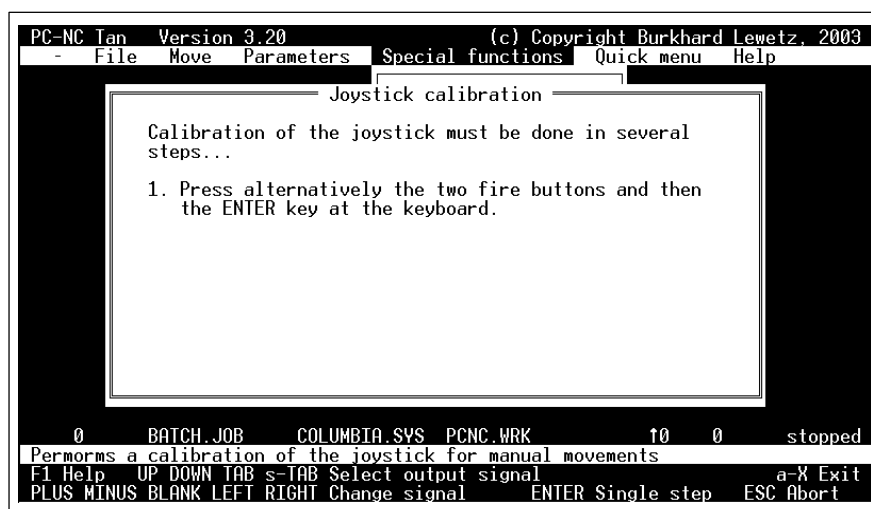 PC-NC Tan Version 3.20 (c) Copyright Burkhard Lewetz, 2003
- File Move Parameters Special functions Quick menu Help
Joystick calibration
Calibration of the joystick must be done in several
steps...
1. Press alternatively the two fire buttons and then
the ENTER key at the keyboard.
0 BATCH.JOB COLUMBIA.SYS PCNC.WRK ↑0 0 stopped
Permorms a calibration of the joystick for manual movements
F1 Help UP DOWN TAB s-TAB Select output signal a-X Exit
PLUS MINUS BLANK LEFT RIGHT Change signal ENTER Single step ESC Abort